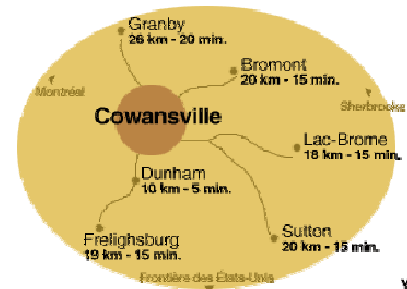 Granby
26 km - 20 min.
Bromont
20 km - 15 min.
Montréal
Sherbrooke
Cowansville
Lac-Brome
18 km - 15 min.
Dunham
10 km - 5 min.
Sutton
20 km - 15 min.
Frelighsburg
19 km - 15 min.
Frontière des États-Unis